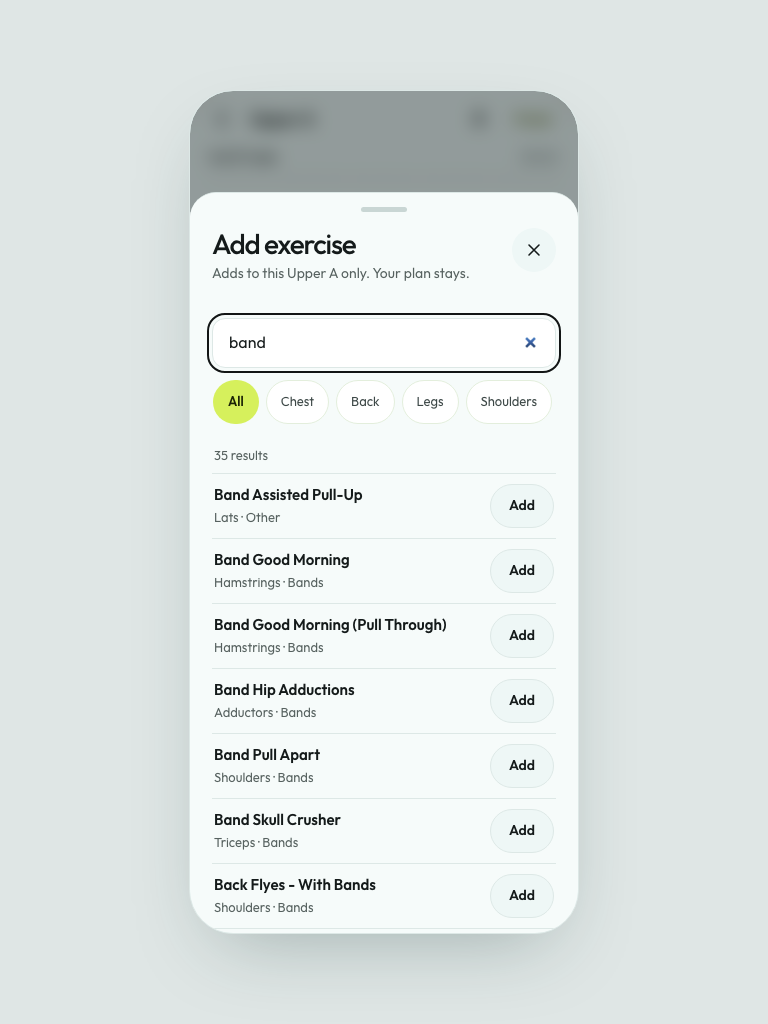 Add exercise
Adds to this Upper A only. Your plan stays.
band
All Chest Back Legs Shoulders
35 results
Band Assisted Pull-Up
Lats · Other
Add
Band Good Morning
Hamstrings · Bands
Add
Band Good Morning (Pull Through)
Hamstrings · Bands
Add
Band Hip Adductions
Adductors · Bands
Add
Band Pull Apart
Shoulders · Bands
Add
Band Skull Crusher
Triceps · Bands
Add
Back Flyes - With Bands
Shoulders · Bands
Add